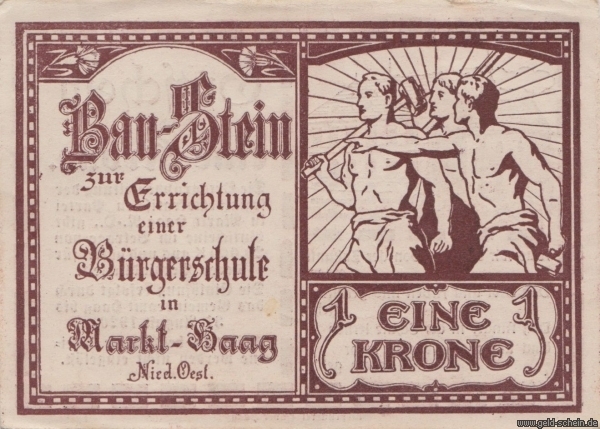 Bau-Stein
zur
Errichtung
einer
Bürgerschule
in
Markt-Haag
Nied. Oest.
1 EINE 1
KRONE
www.geld-schein.de